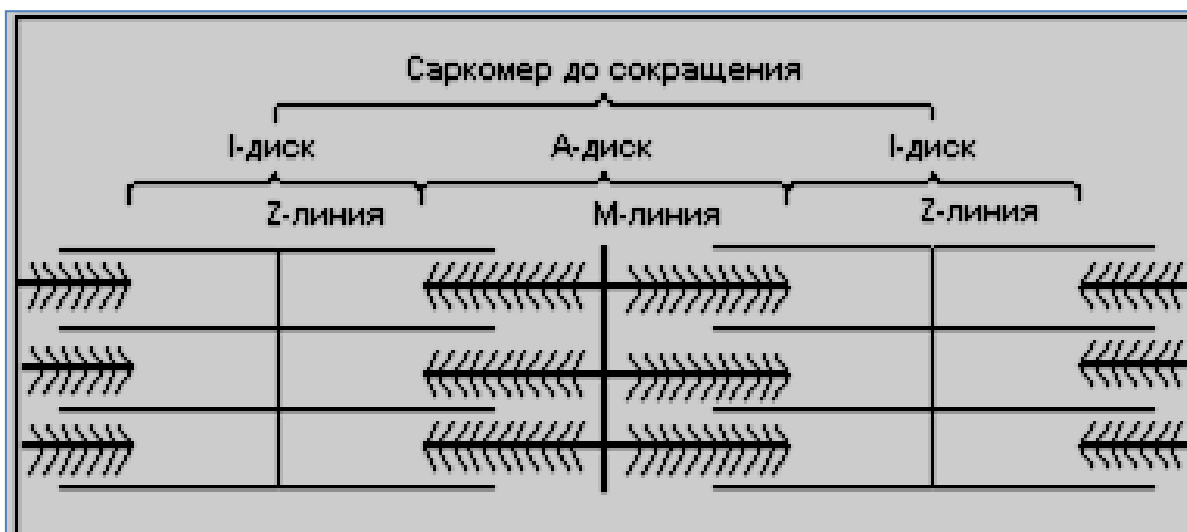 Саркомер до сокращения
I-диск А-диск I-диск
Z-линия М-линия Z-линия